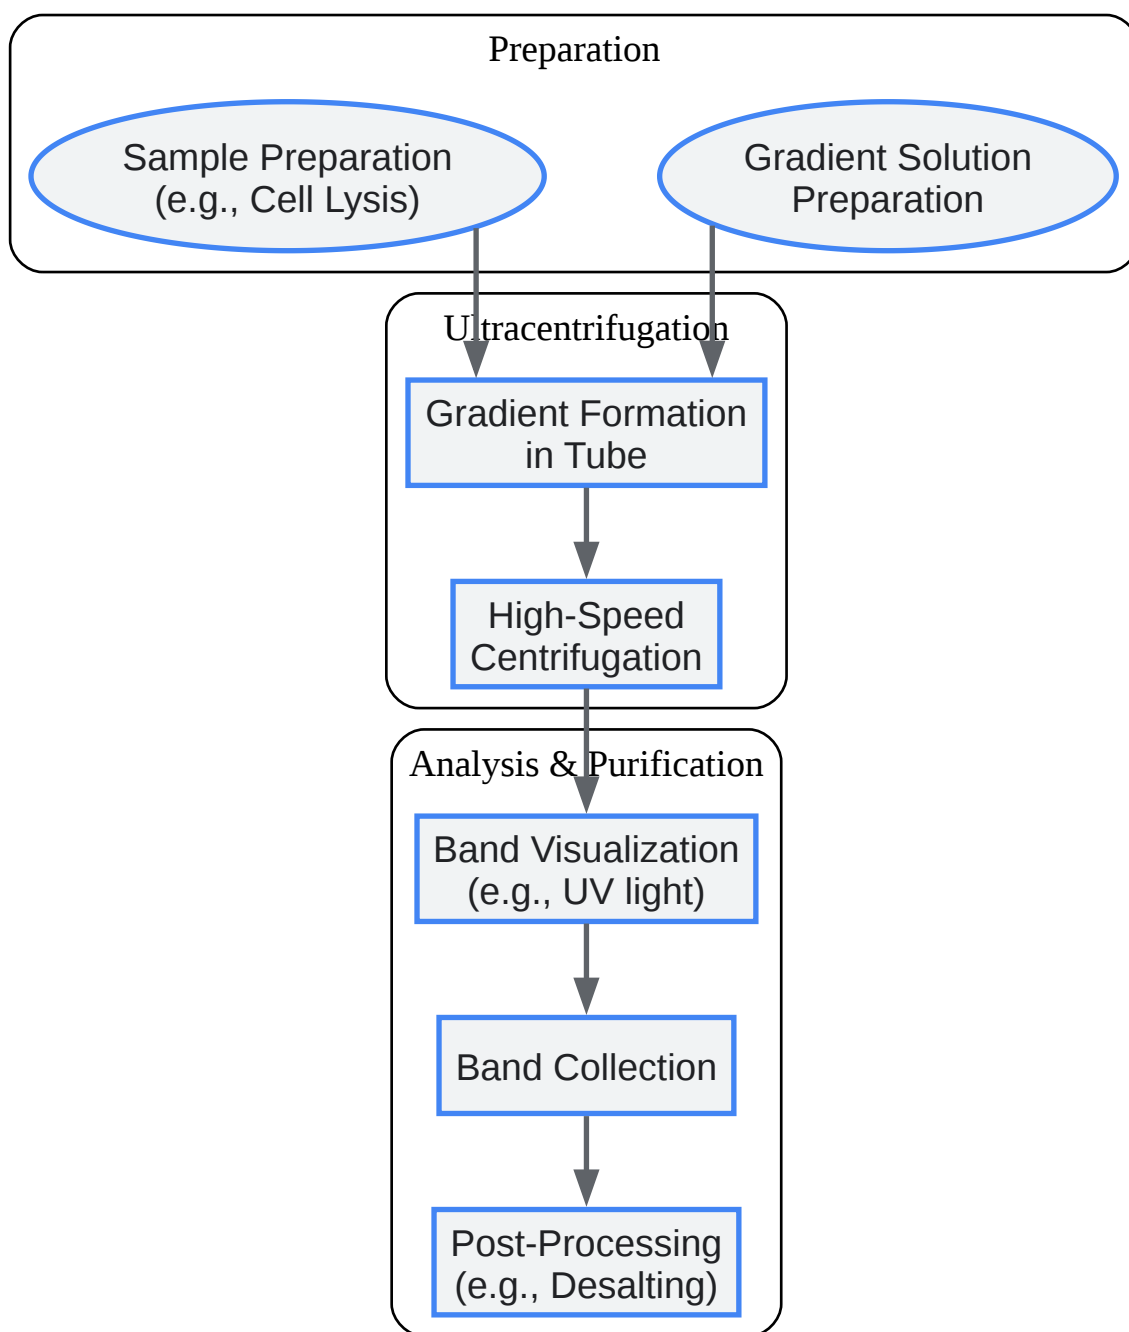 Preparation
Sample Preparation
(e.g., Cell Lysis)
Gradient Solution
Preparation
Ultracentrifugation
Gradient Formation
in Tube
High-Speed
Centrifugation
Analysis & Purification
Band Visualization
(e.g., UV light)
Band Collection
Post-Processing
(e.g., Desalting)